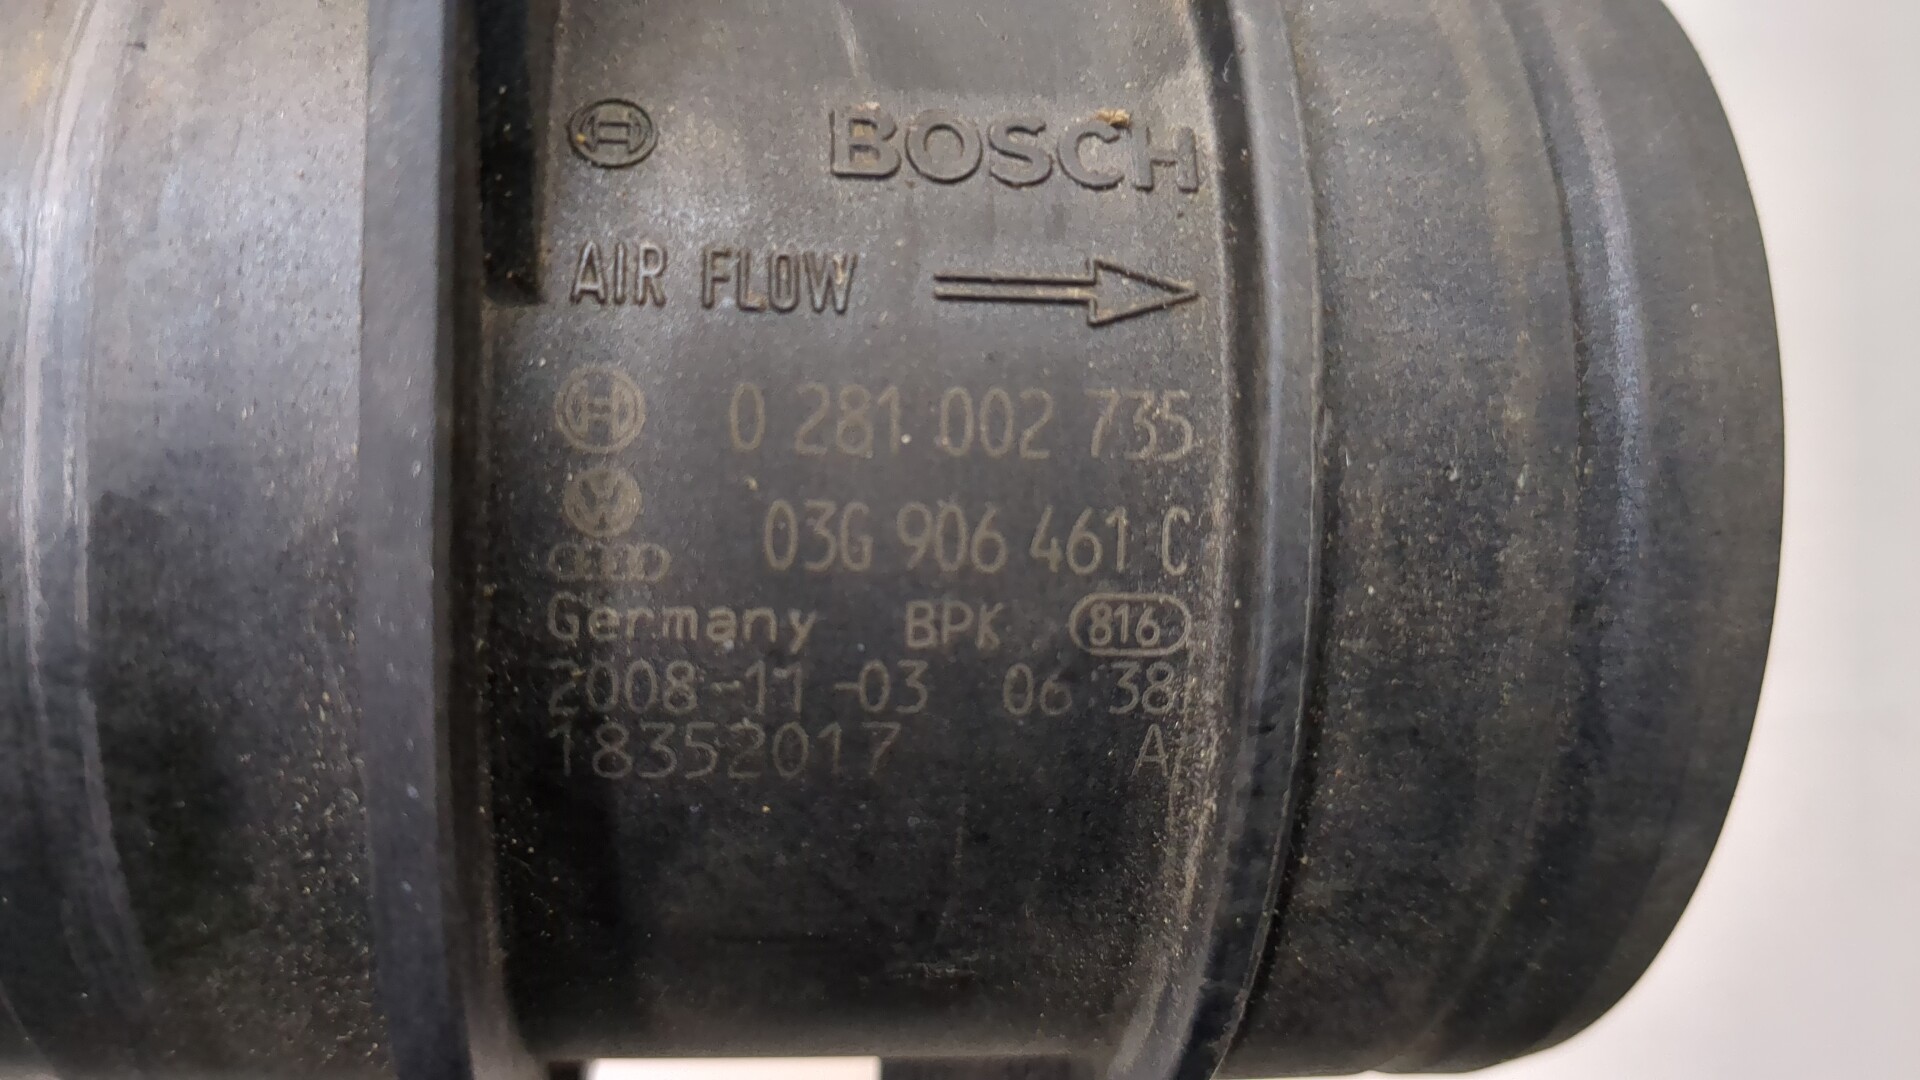 BOSCH
AIR FLOW
0 281 002 735
03G 906 461 C
Germany BPK 816
2008-11-03 06:38
18352017